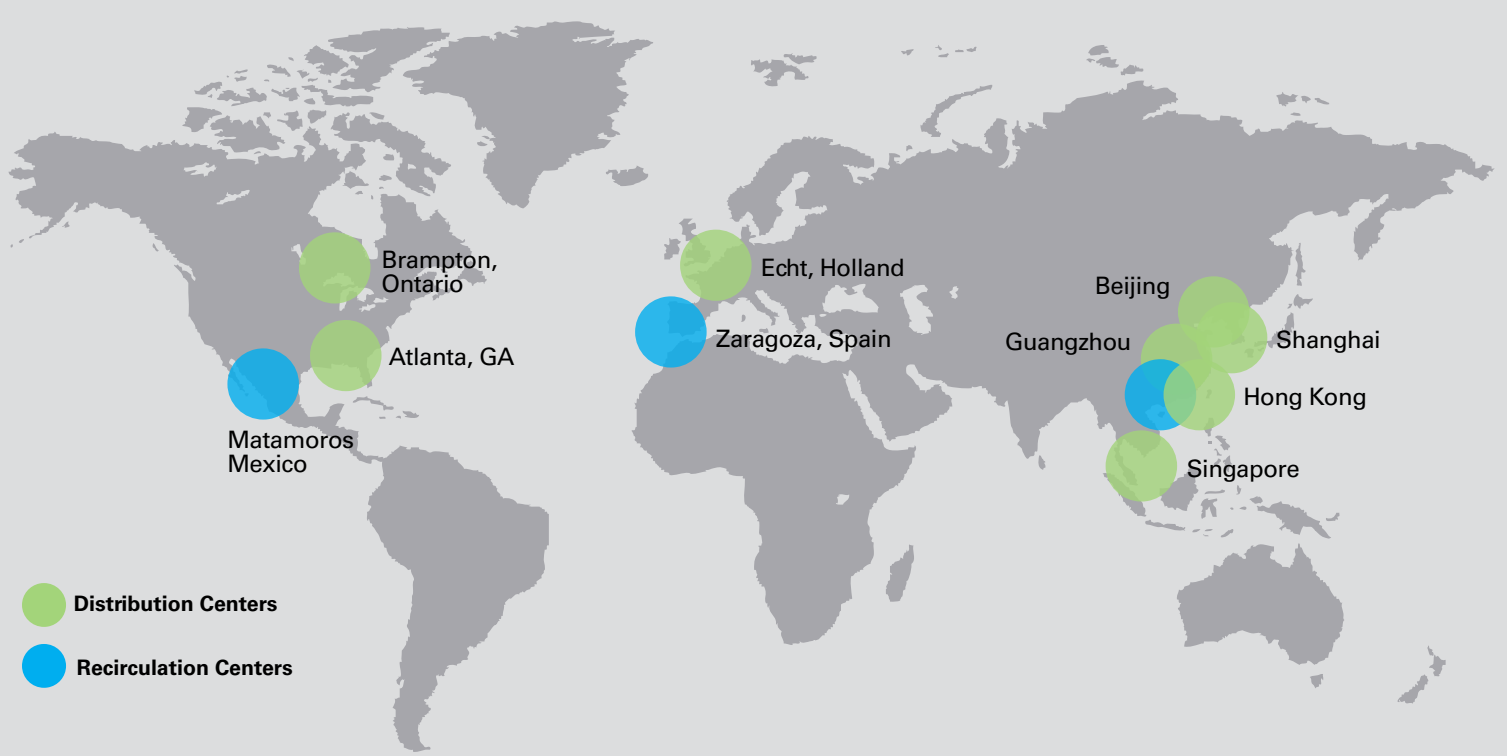 Brampton,
Ontario
Echt, Holland
Beijing
Zaragoza, Spain
Guangzhou
Shanghai
Atlanta, GA
Hong Kong
Matamoros
Mexico
Singapore
Distribution Centers
Recirculation Centers